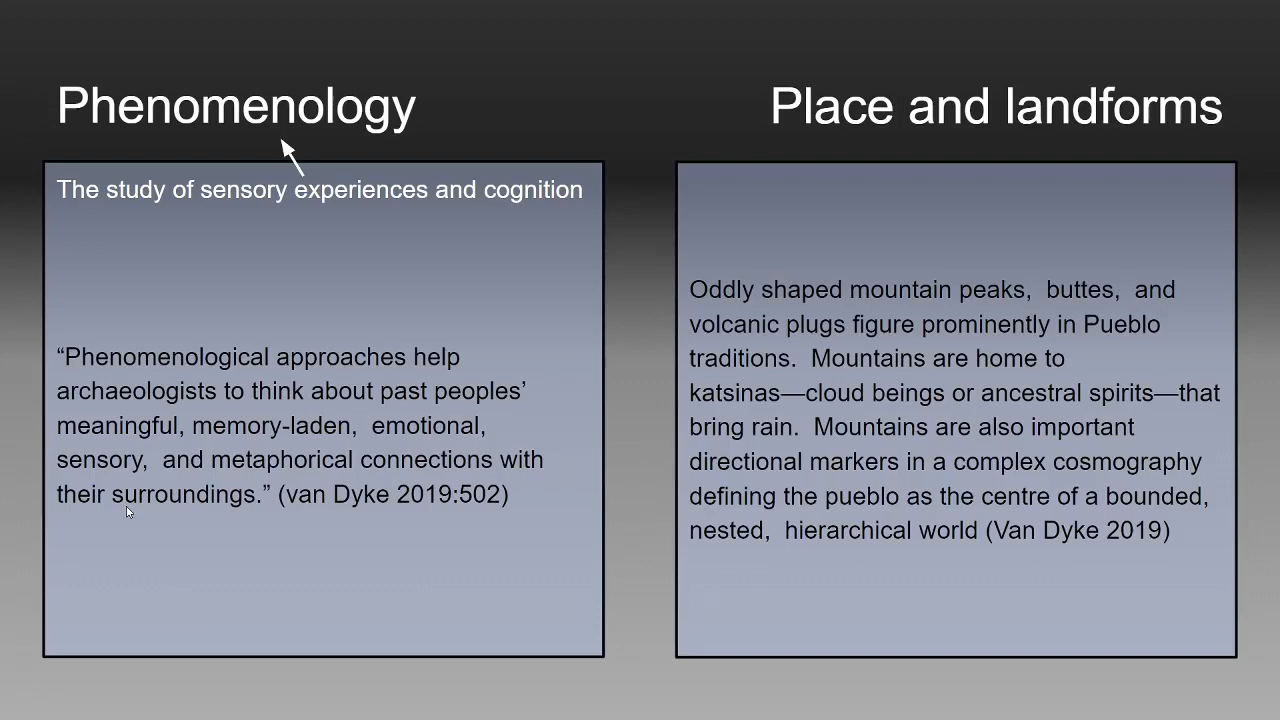 Phenomenology
The study of sensory experiences and cognition
“Phenomenological approaches help
archaeologists to think about past peoples’
meaningful, memory-laden,  emotional,
sensory,  and metaphorical connections with
their surroundings.” (van Dyke 2019:502)
Place and landforms
Oddly shaped mountain peaks,  buttes,  and
volcanic plugs figure prominently in Pueblo
traditions.  Mountains are home to
katsinas—cloud beings or ancestral spirits—that
bring rain.  Mountains are also important
directional markers in a complex cosmography
defining the pueblo as the centre of a bounded,
nested,  hierarchical world (Van Dyke 2019)